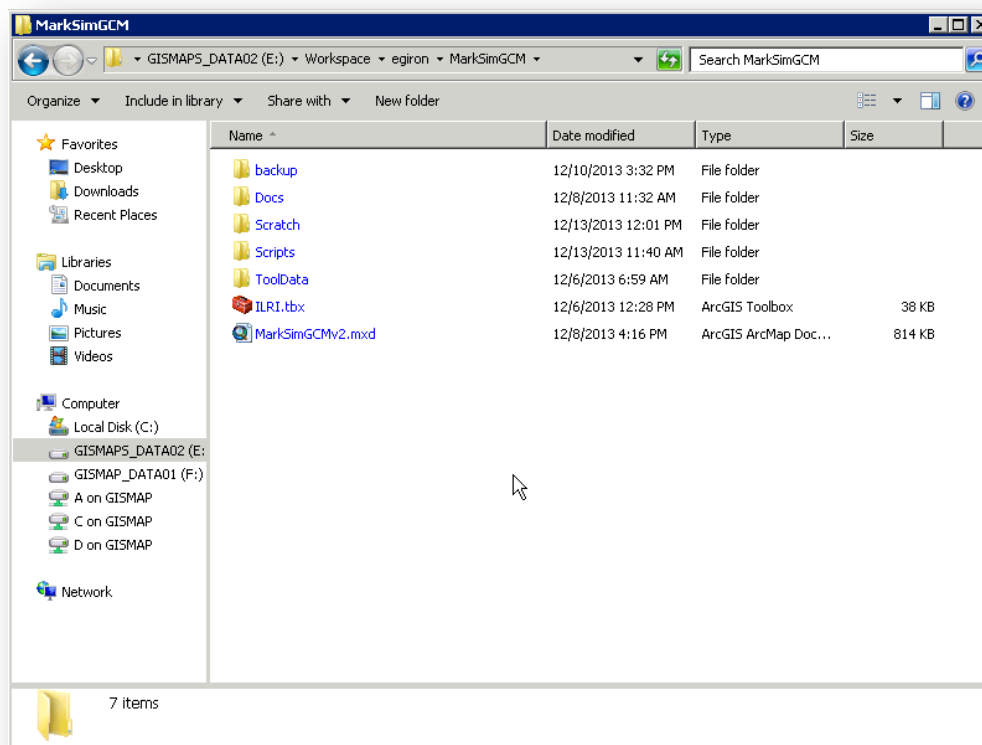 MarkSimGCM
GISMAPS_DATA02 (E:) Workspace egiron MarkSimGCM
Search MarkSimGCM
Organize Include in library Share with New folder
Name Date modified Type Size
Favorites
Desktop
Downloads
Recent Places
Libraries
Documents
Music
Pictures
Videos
Computer
Local Disk (C:)
GISMAPS_DATA02 (E:
GISMAP_DATA01 (F:)
A on GISMAP
C on GISMAP
D on GISMAP
Network
backup 12/10/2013 3:32 PM File folder
Docs 12/8/2013 11:32 AM File folder
Scratch 12/13/2013 12:01 PM File folder
Scripts 12/13/2013 11:40 AM File folder
ToolData 12/6/2013 6:59 AM File folder
ILRI.tbx 12/6/2013 12:28 PM ArcGIS Toolbox 38 KB
MarkSimGCMv2.mxd 12/8/2013 4:16 PM ArcGIS ArcMap Doc... 814 KB
7 items